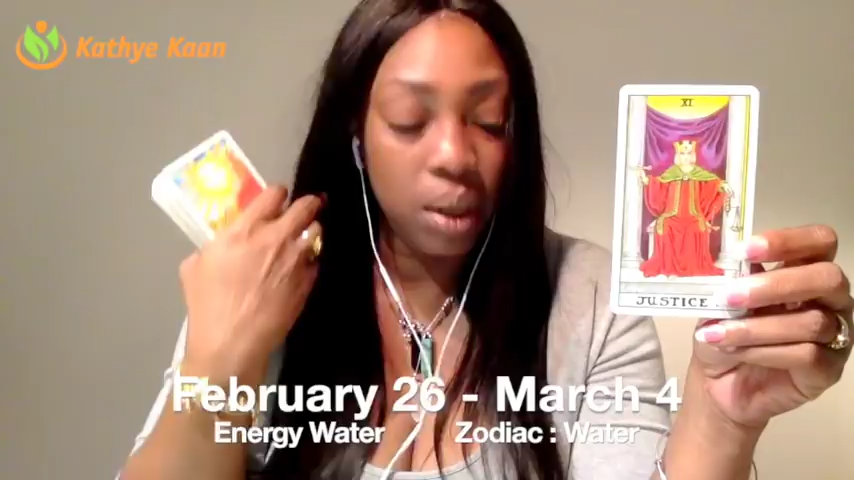 Kathye Kaan
XI
JUSTICE .
February 26 - March 4
Energy Water Zodiac : Water